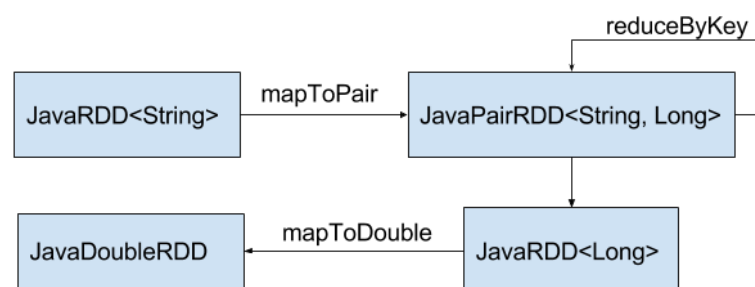 reduceByKey
JavaRDD<String>
mapToPair
JavaPairRDD<String, Long>
JavaDoubleRDD
mapToDouble
JavaRDD<Long>